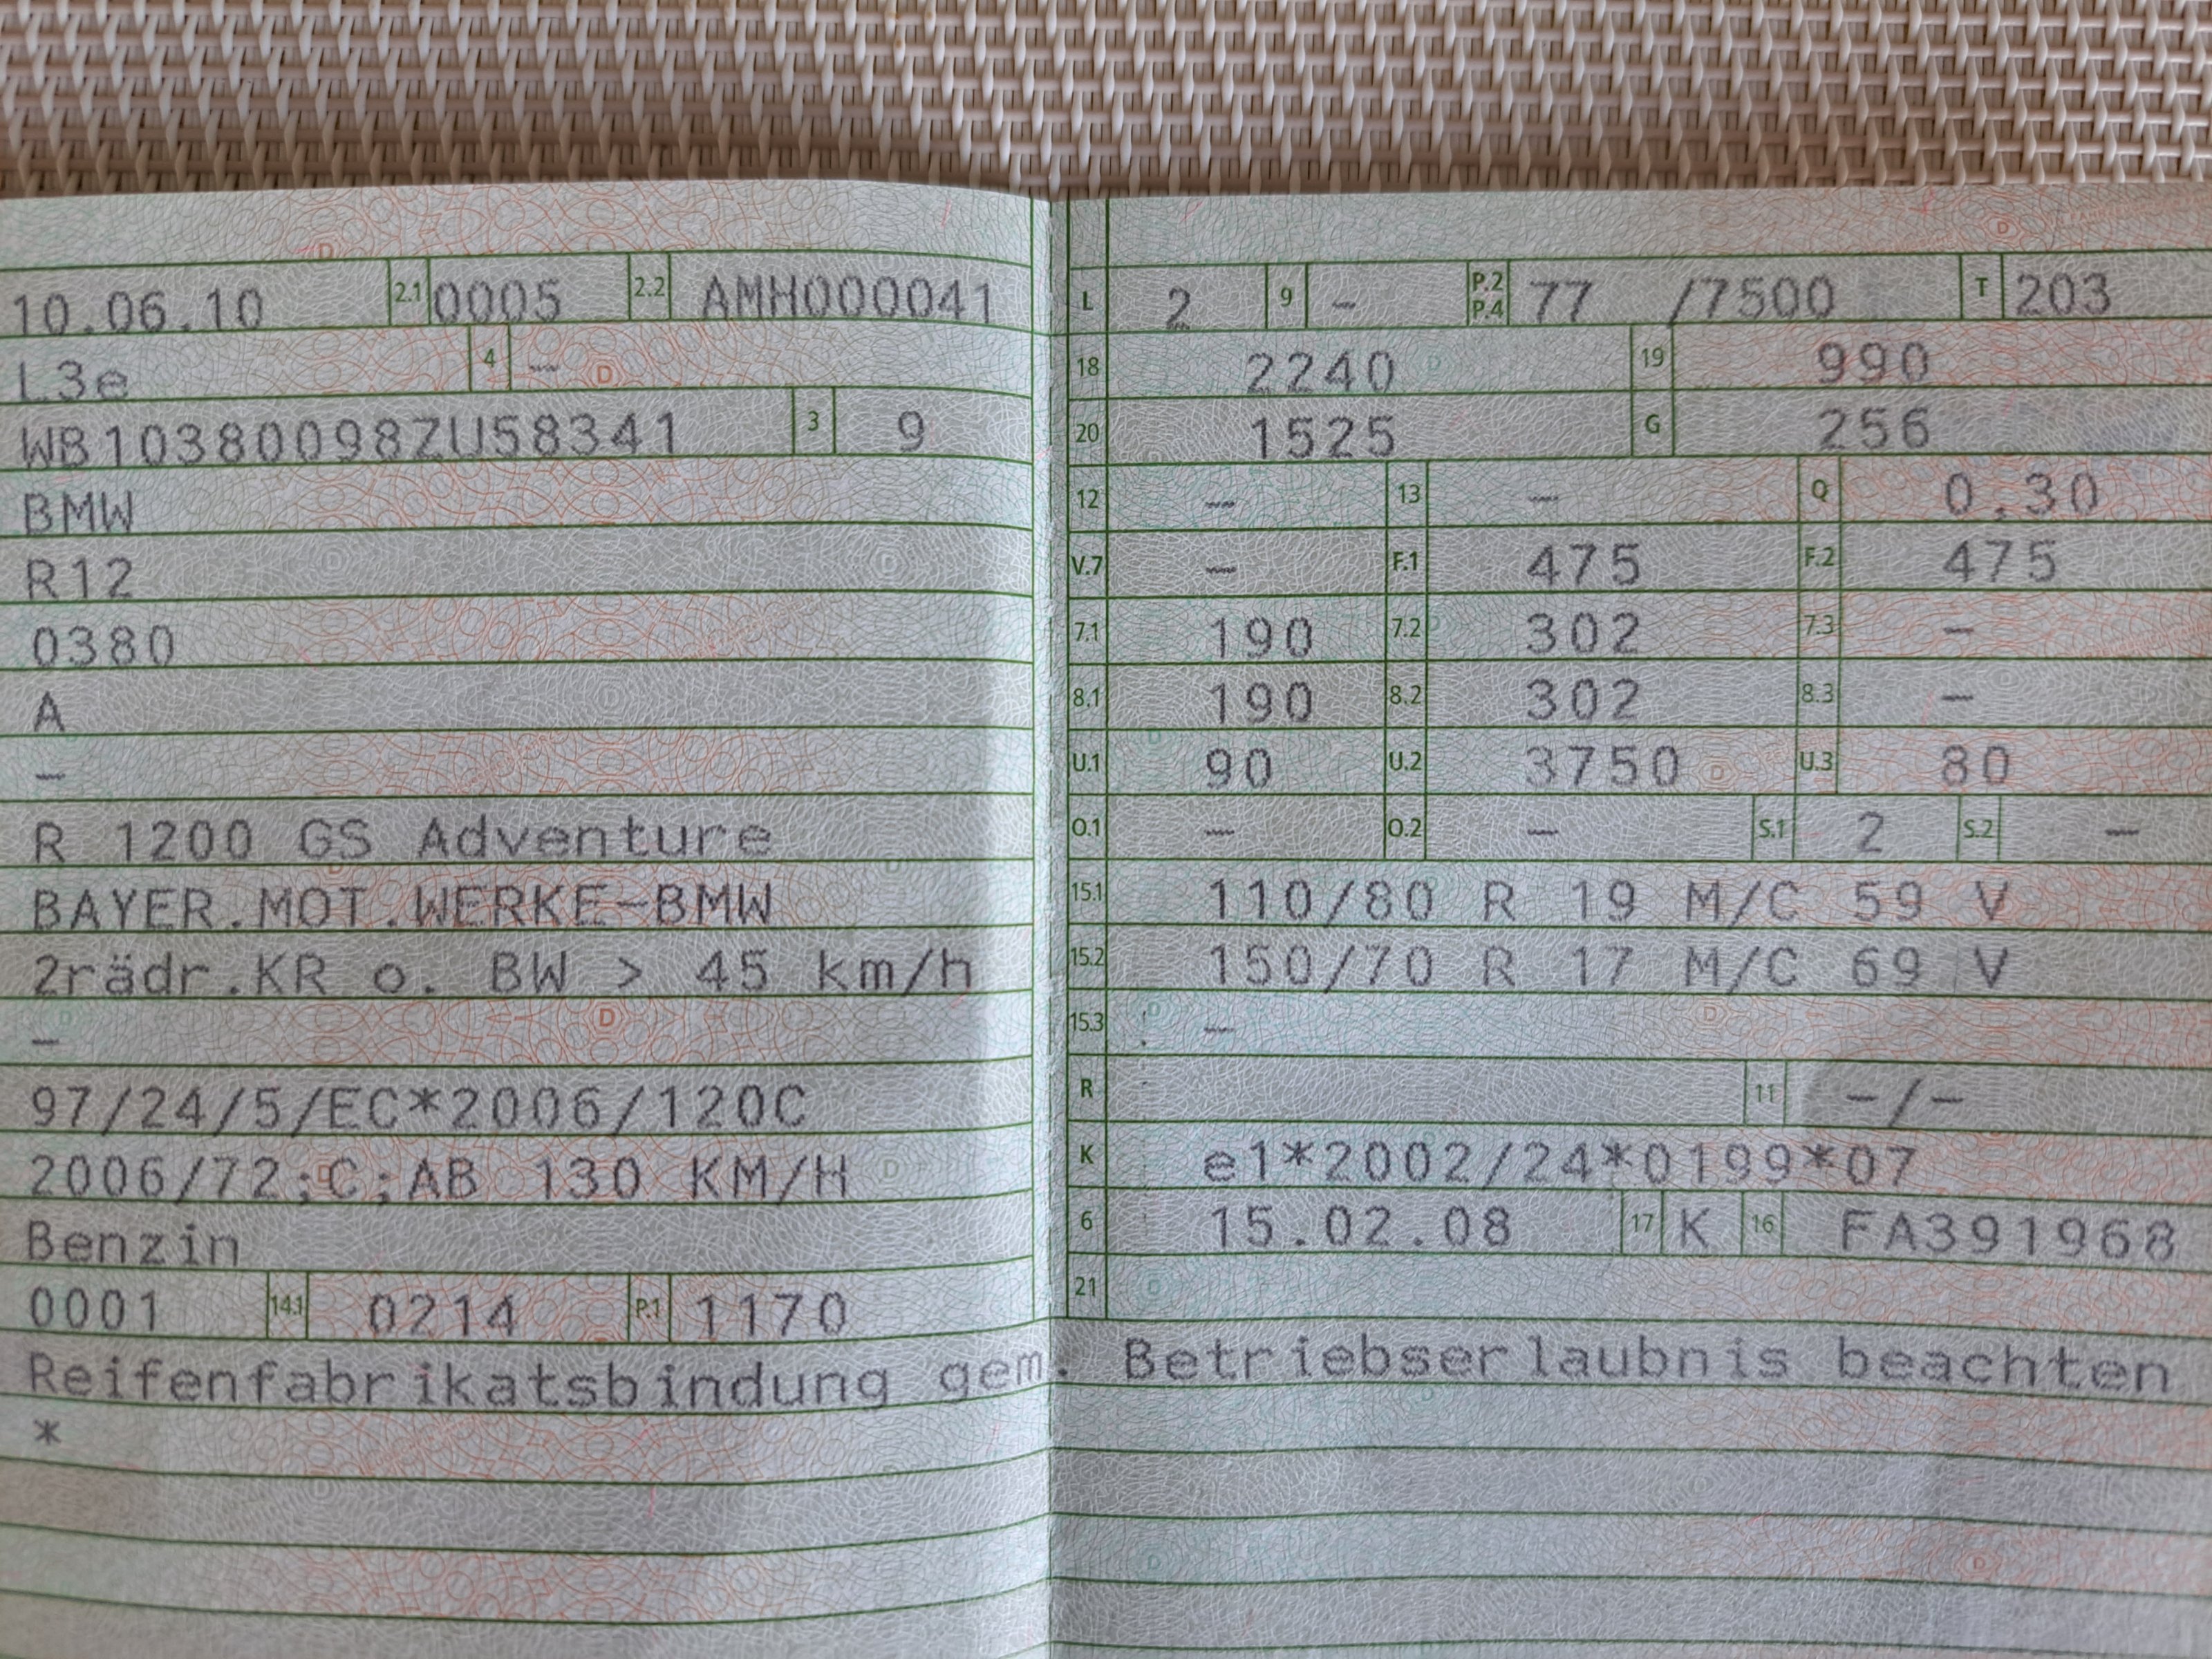 10.06.10 2.1 0005 2.2 AMH000041
L3e 4 –
WB10380098ZU58341 3 9
BMW
R12
0380
A
–
R 1200 GS Adventure
BAYER.MOT.WERKE–BMW
2rädr.KR o. BW > 45 km/h
–
97/24/5/EC*2006/120C
2006/72;C;AB 130 KM/H
Benzin
0001 14.1 0214 P.1 1170
L 2 9 – P.2 P.4 77 /7500 T 203
18 2240 19 990
20 1525 G 256
12 – 13 – Q 0,30
V.7 – F.1 475 F.2 475
7.1 190 7.2 302 7.3 –
8.1 190 8.2 302 8.3 –
U.1 90 U.2 3750 U.3 80
O.1 – O.2 – S.1 2 S.2 –
15.1 110/80 R 19 M/C 59 V
15.2 150/70 R 17 M/C 69 V
15.3 –
R 11 –/–
K e1*2002/24*0199*07
6 15.02.08 17 K 16 FA391968
21
Reifenfabrikatsbindung gem. Betriebserlaubnis beachten
*